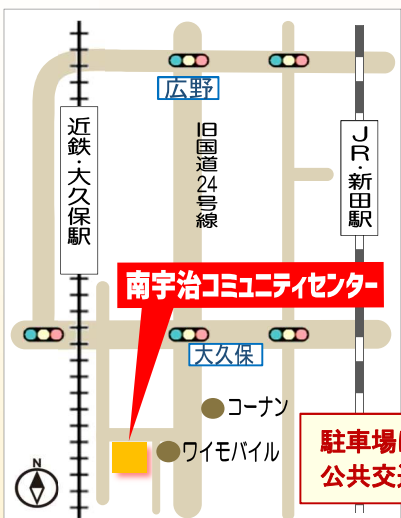 広野
近鉄・大久保駅
旧国道24号線
JR・新田駅
南宇治コミュニティセンター
大久保
コーナン
ワイモバイル
駐車場
公共交
N